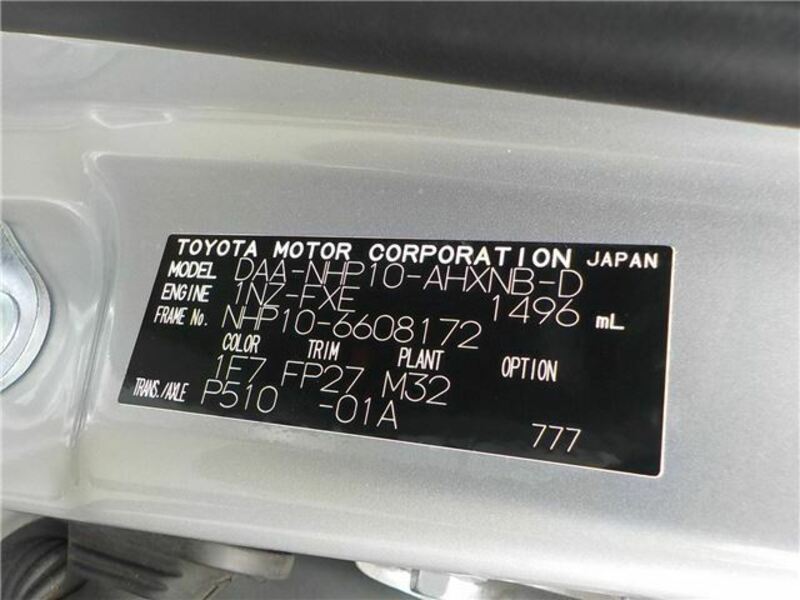 TOYOTA MOTOR CORPORATION JAPAN
MODEL DAA-NHP10-AHXNB-D
ENGINE 1NZ-FXE 1496 mL
FRAME No. NHP10-6608172
COLOR TRIM PLANT OPTION
1F7 FP27 M32
TRANS./AXLE P510 -01A
777